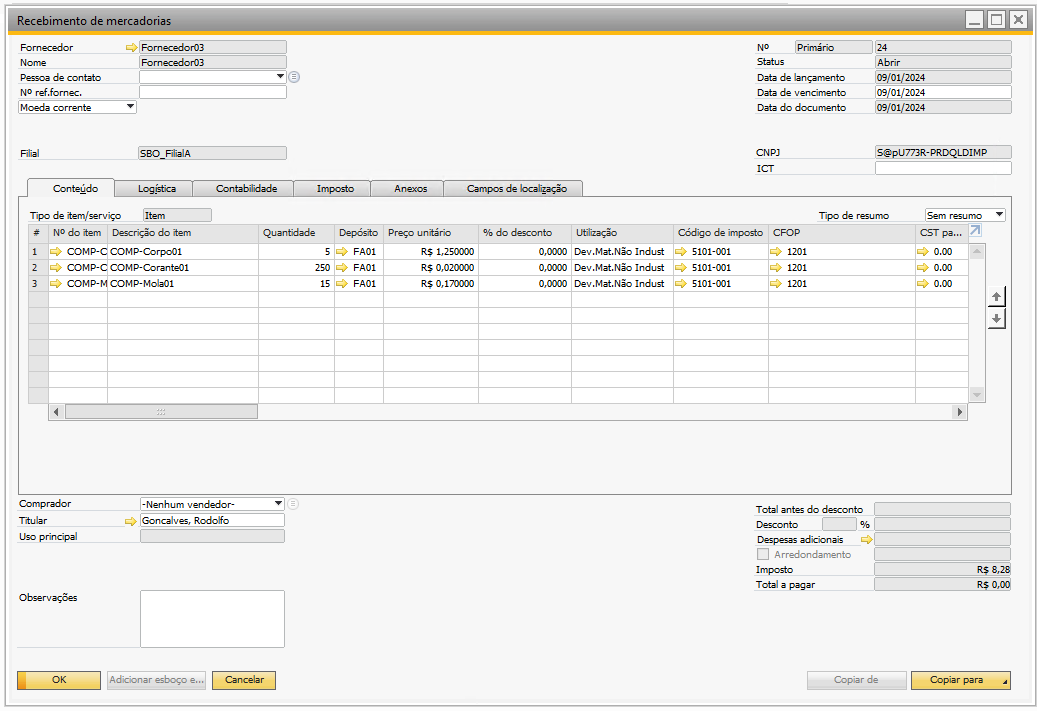 Recebimento de mercadorias
Fornecedor Fornecedor03
Nome Fornecedor03
Pessoa de contato
Nº ref.fornec.
Moeda corrente
Nº Primário 24
Status Abrir
Data de lançamento 09/01/2024
Data de vencimento 09/01/2024
Data do documento 09/01/2024
Filial SBO_FilialA
CNPJ S@pU773R-PRDQLDIMP
ICT
Conteúdo Logística Contabilidade Imposto Anexos Campos de localização
Tipo de item/serviço Item Tipo de resumo Sem resumo
# Nº do item Descrição do item Quantidade Depósito Preço unitário % do desconto Utilização Código de imposto CFOP CST pa...
1 COMP-C COMP-Corpo01 5 FA01 R$ 1,250000 0,0000 Dev.Mat.Não Indust 5101-001 1201 0.00
2 COMP-C COMP-Corante01 250 FA01 R$ 0,020000 0,0000 Dev.Mat.Não Indust 5101-001 1201 0.00
3 COMP-M COMP-Mola01 15 FA01 R$ 0,170000 0,0000 Dev.Mat.Não Indust 5101-001 1201 0.00
Comprador -Nenhum vendedor-
Titular Goncalves, Rodolfo
Uso principal
Observações
Total antes do desconto
Desconto %
Despesas adicionais
Arredondamento
Imposto R$ 8,28
Total a pagar R$ 0,00
OK Adicionar esboço e... Cancelar Copiar de Copiar para